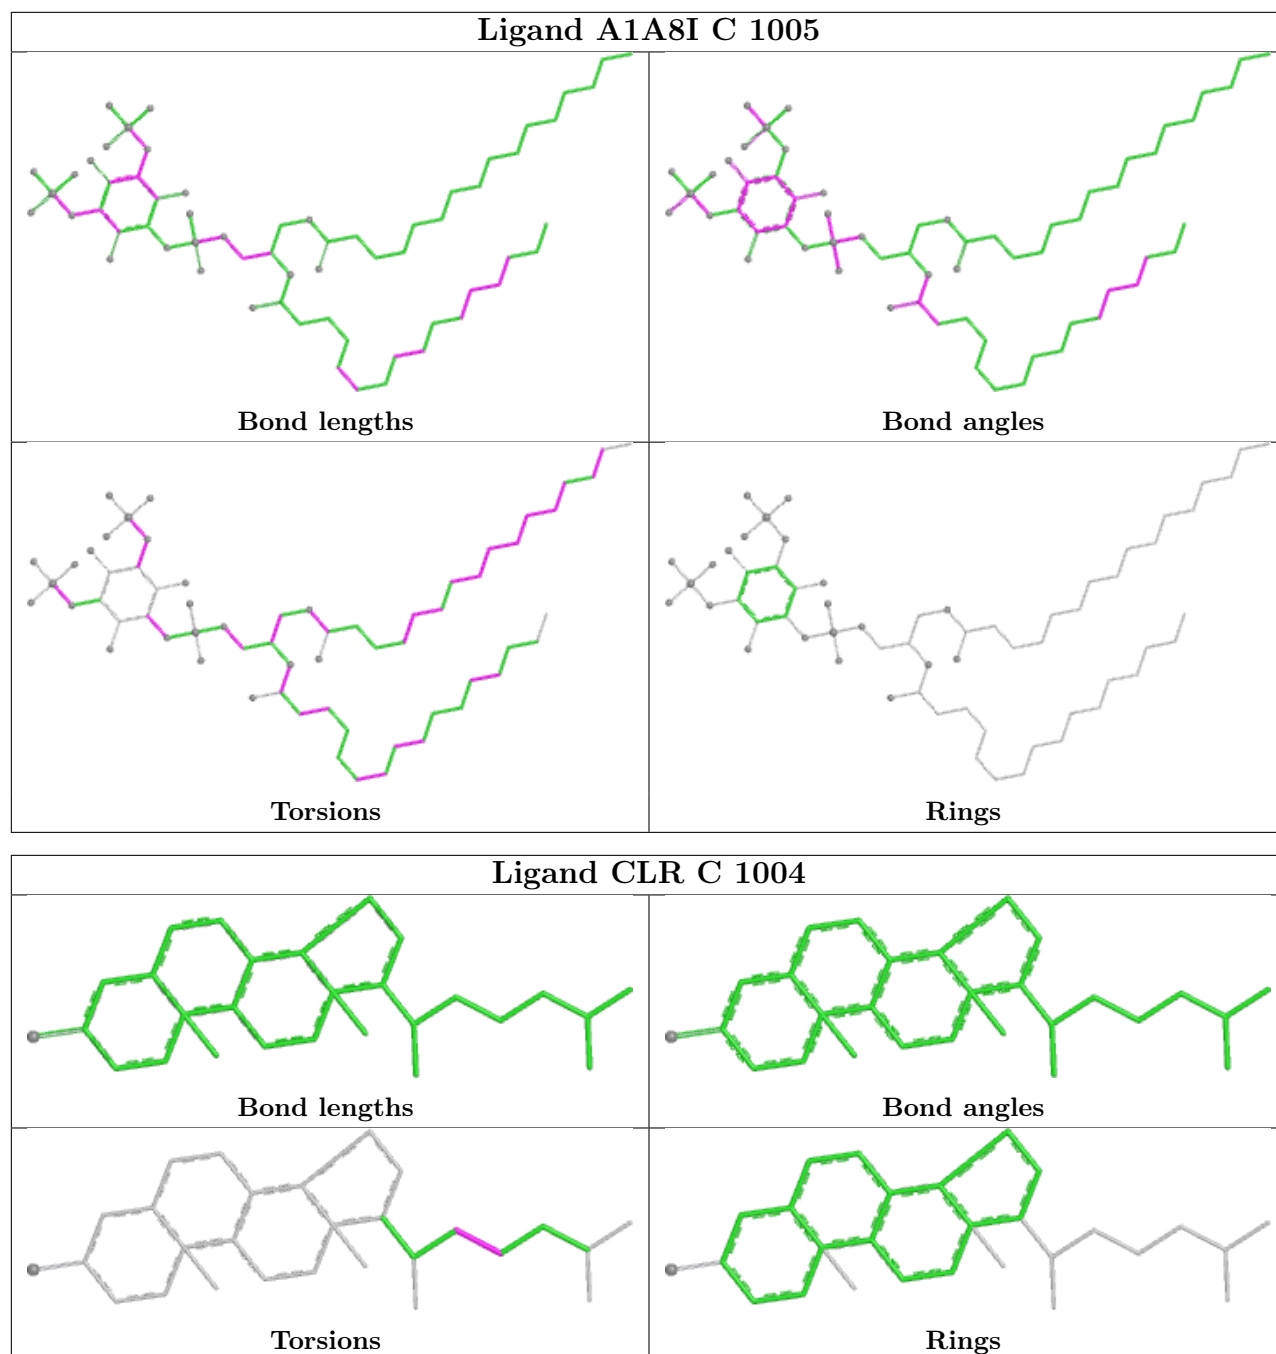 Ligand A1A8I C 1005
Bond lengths
Bond angles
Torsions
Rings
Ligand CLR C 1004
Bond lengths
Bond angles
Torsions
Rings